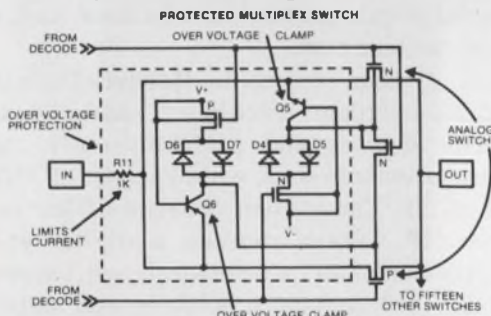 PROTECTED MULTIPLEX SWITCH
FROM
DECODE
OVER VOLTAGE CLAMP
V+
P
Q5
N
OVER VOLTAGE
PROTECTION
D6
D7
D4
D5
N
ANALOG
SWITCH
IN
R11
1K
N
OUT
LIMITS
CURRENT
Q6
V-
P
FROM
DECODE
OVER VOLTAGE CLAMP
TO FIFTEEN
OTHER SWITCHES